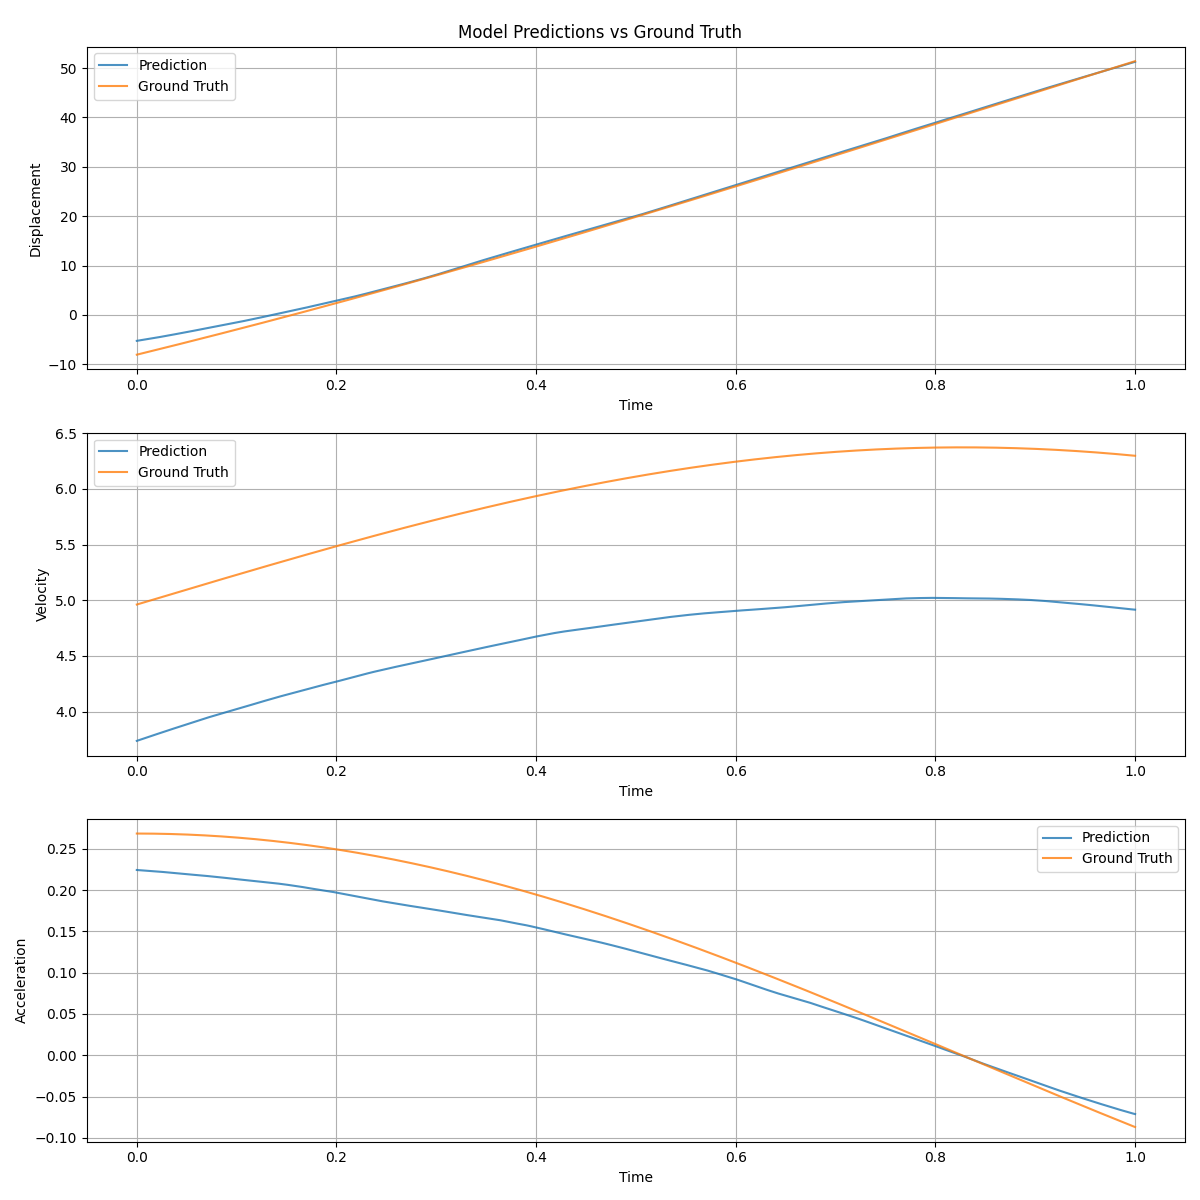 Model Predictions vs Ground Truth
Prediction
Ground Truth
50
40
30
20
10
0
−10
Displacement
0.0 0.2 0.4 0.6 0.8 1.0
Time
Prediction
Ground Truth
6.5
6.0
5.5
5.0
4.5
4.0
Velocity
0.0 0.2 0.4 0.6 0.8 1.0
Time
Prediction
Ground Truth
0.25
0.20
0.15
0.10
0.05
0.00
−0.05
−0.10
Acceleration
0.0 0.2 0.4 0.6 0.8 1.0
Time